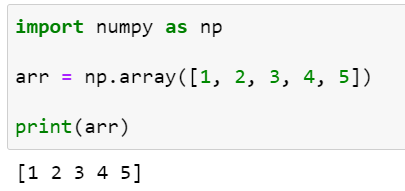 import numpy as np
arr = np.array([1, 2, 3, 4, 5])
print(arr)
[1 2 3 4 5]